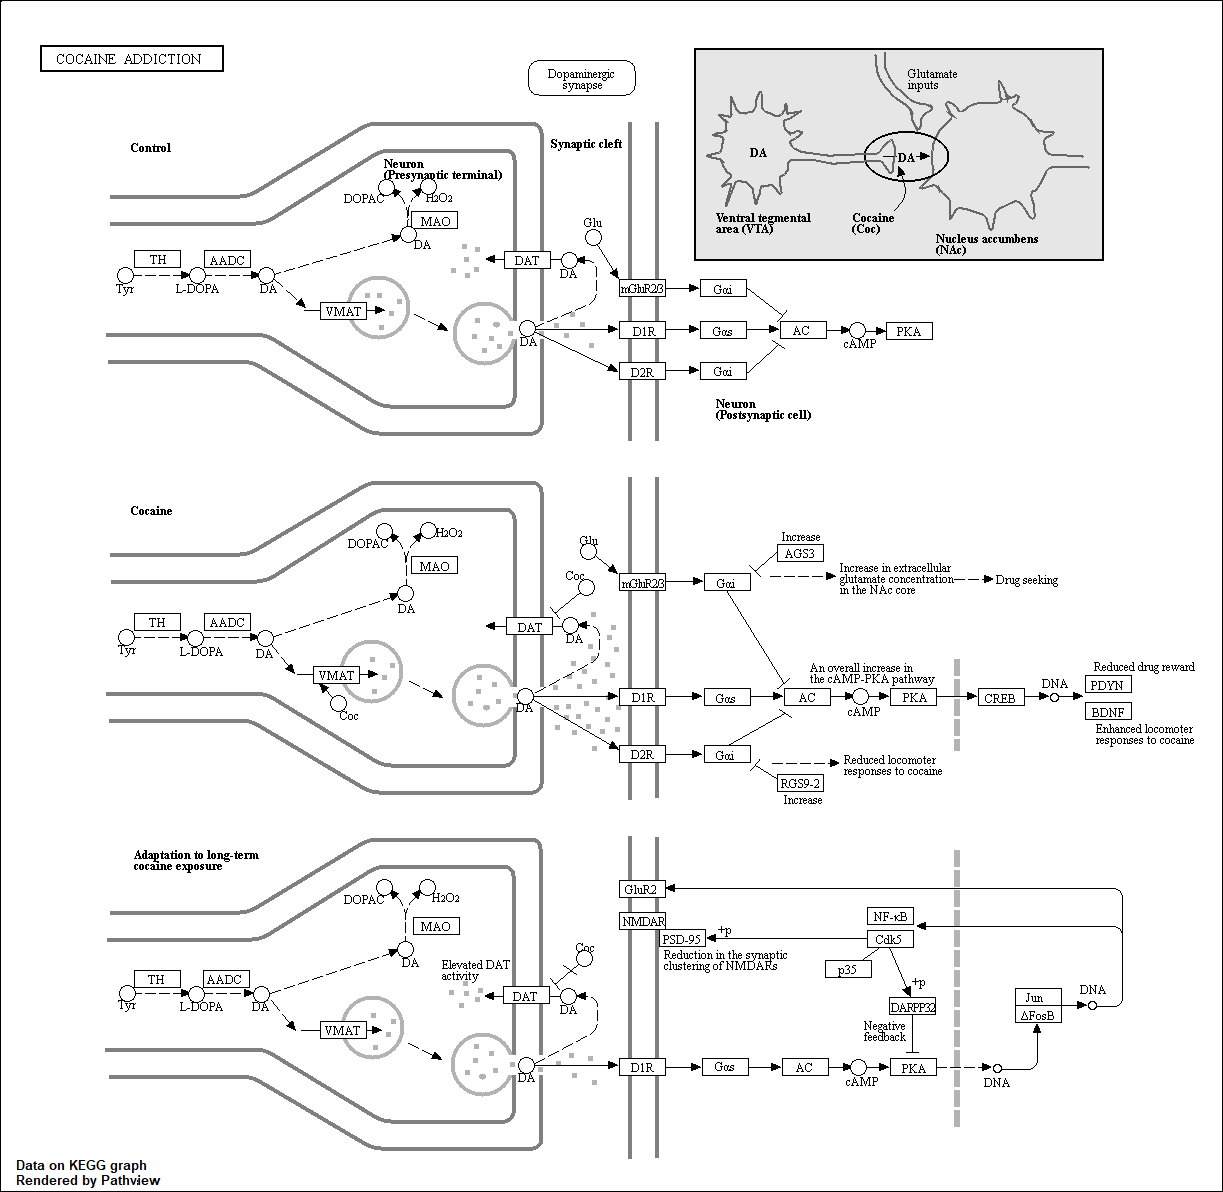 COCAINE ADDICTION
Dopaminergic
synapse
Glutamate
inputs
DA
DA
Ventral tegmental
area (VTA)
Cocaine
(Coc)
Nucleus accumbens
(NAc)
Control
Synaptic cleft
Neuron
(Presynaptic terminal)
DOPAC
H2O2
MAO
DA
Glu
TH
AADC
DAT
DA
Tyr
L-DOPA
DA
mGluR2/3
Gαi
VMAT
DA
D1R
Gαs
AC
cAMP
PKA
D2R
Gαi
Neuron
(Postsynaptic cell)
Cocaine
DOPAC
H2O2
MAO
DA
Glu
Coc
Increase
AGS3
mGluR2/3
Gαi
Increase in extracellular
glutamate concentration
in the NAc core
Drug seeking
TH
AADC
DAT
DA
Tyr
L-DOPA
DA
VMAT
Coc
DA
An overall increase in
the cAMP-PKA pathway
D1R
Gαs
AC
cAMP
PKA
CREB
DNA
Reduced drug reward
PDYN
BDNF
Enhanced locomoter
responses to cocaine
D2R
Gαi
Reduced locomoter
responses to cocaine
RGS9-2
Increase
Adaptation to long-term
cocaine exposure
DOPAC
H2O2
MAO
DA
GluR2
NMDAR
PSD-95
+p
Reduction in the synaptic
clustering of NMDARs
NF-κB
Cdk5
p35
+p
DARPP32
Negative
feedback
Coc
Elevated DAT
activity
TH
AADC
DAT
DA
Tyr
L-DOPA
DA
VMAT
DA
D1R
Gαs
AC
cAMP
PKA
DNA
Jun
ΔFosB
DNA
Data on KEGG graph
Rendered by Pathview